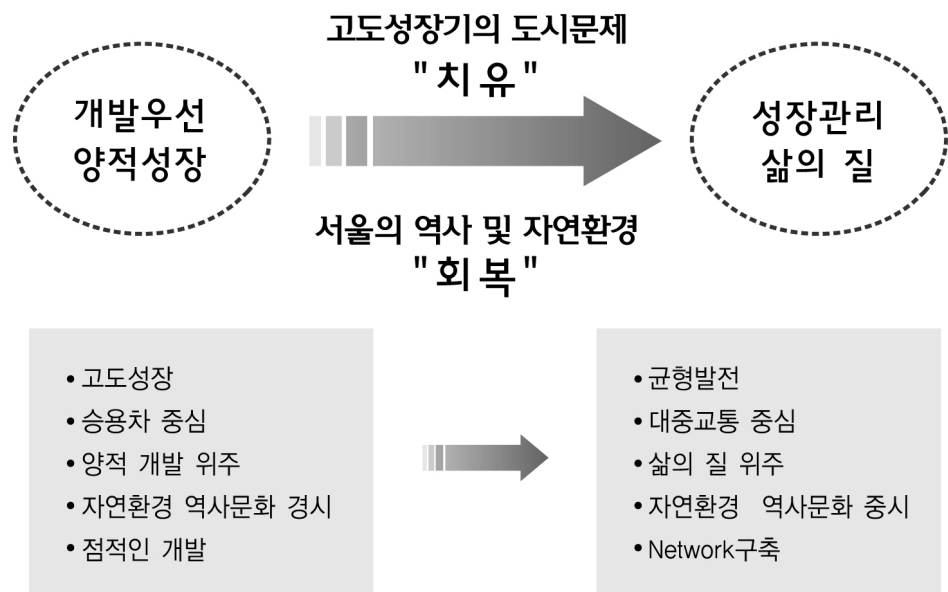 고도성장기의 도시문제
"치유"
개발우선
양적성장
성장관리
삶의 질
서울의 역사 및 자연환경
"회복"
• 고도성장
• 승용차 중심
• 양적 개발 위주
• 자연환경 역사문화 경시
• 점적인 개발
• 균형발전
• 대중교통 중심
• 삶의 질 위주
• 자연환경 역사문화 중시
• Network구축